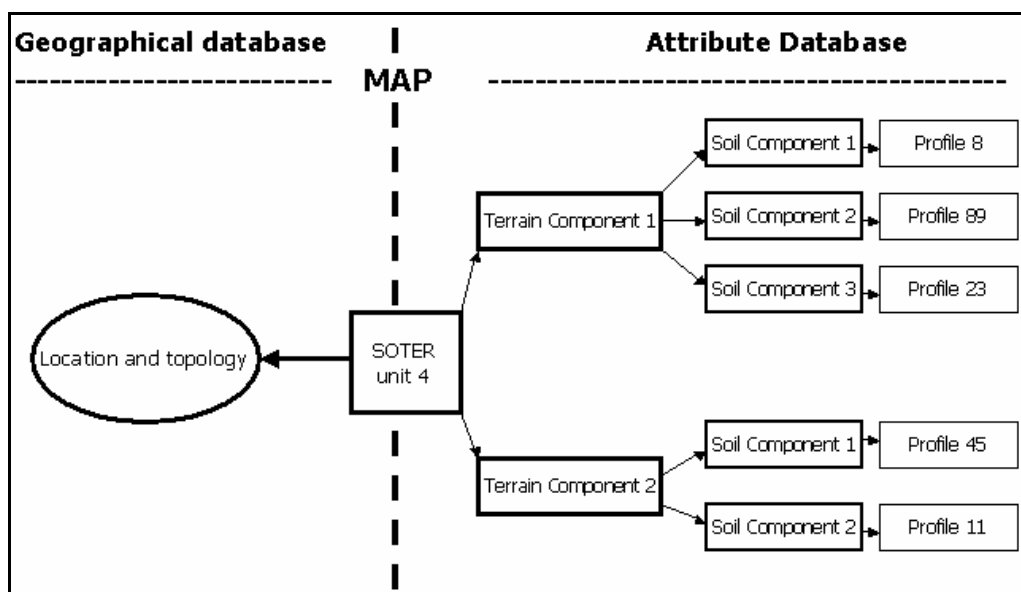 Geographical database
MAP
Attribute Database
Location and topology
SOTER
unit 4
Terrain Component 1
Soil Component 1
Profile 8
Soil Component 2
Profile 89
Soil Component 3
Profile 23
Terrain Component 2
Soil Component 1
Profile 45
Soil Component 2
Profile 11